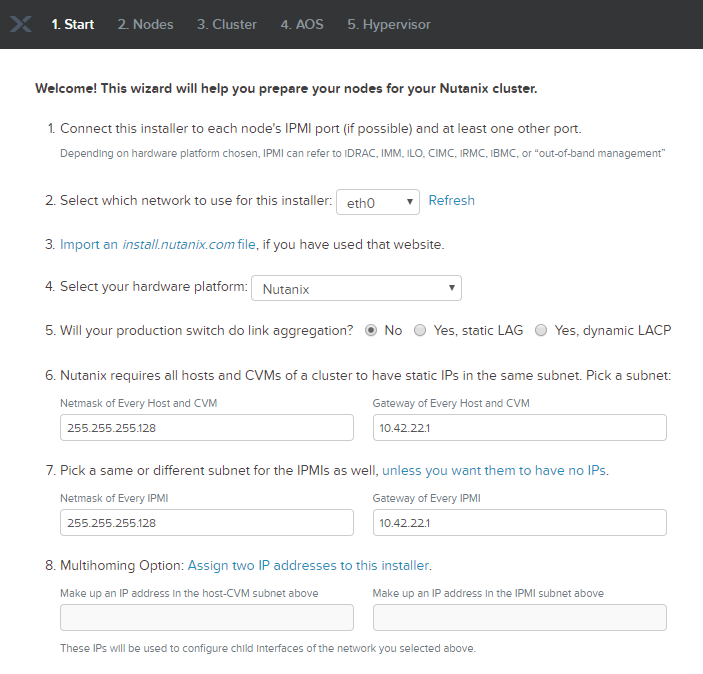 1. Start 2. Nodes 3. Cluster 4. AOS 5. Hypervisor
Welcome! This wizard will help you prepare your nodes for your Nutanix cluster.
1. Connect this installer to each node's IPMI port (if possible) and at least one other port.
Depending on hardware platform chosen, IPMI can refer to iDRAC, IMM, iLO, CIMC, iRMC, iBMC, or “out-of-band management”
2. Select which network to use for this installer: eth0 Refresh
3. Import an install.nutanix.com file, if you have used that website.
4. Select your hardware platform: Nutanix
5. Will your production switch do link aggregation? No Yes, static LAG Yes, dynamic LACP
6. Nutanix requires all hosts and CVMs of a cluster to have static IPs in the same subnet. Pick a subnet:
Netmask of Every Host and CVM Gateway of Every Host and CVM
255.255.255.128 10.42.22.1
7. Pick a same or different subnet for the IPMIs as well, unless you want them to have no IPs.
Netmask of Every IPMI Gateway of Every IPMI
255.255.255.128 10.42.22.1
8. Multihoming Option: Assign two IP addresses to this installer.
Make up an IP address in the host-CVM subnet above Make up an IP address in the IPMI subnet above
These IPs will be used to configure child interfaces of the network you selected above.